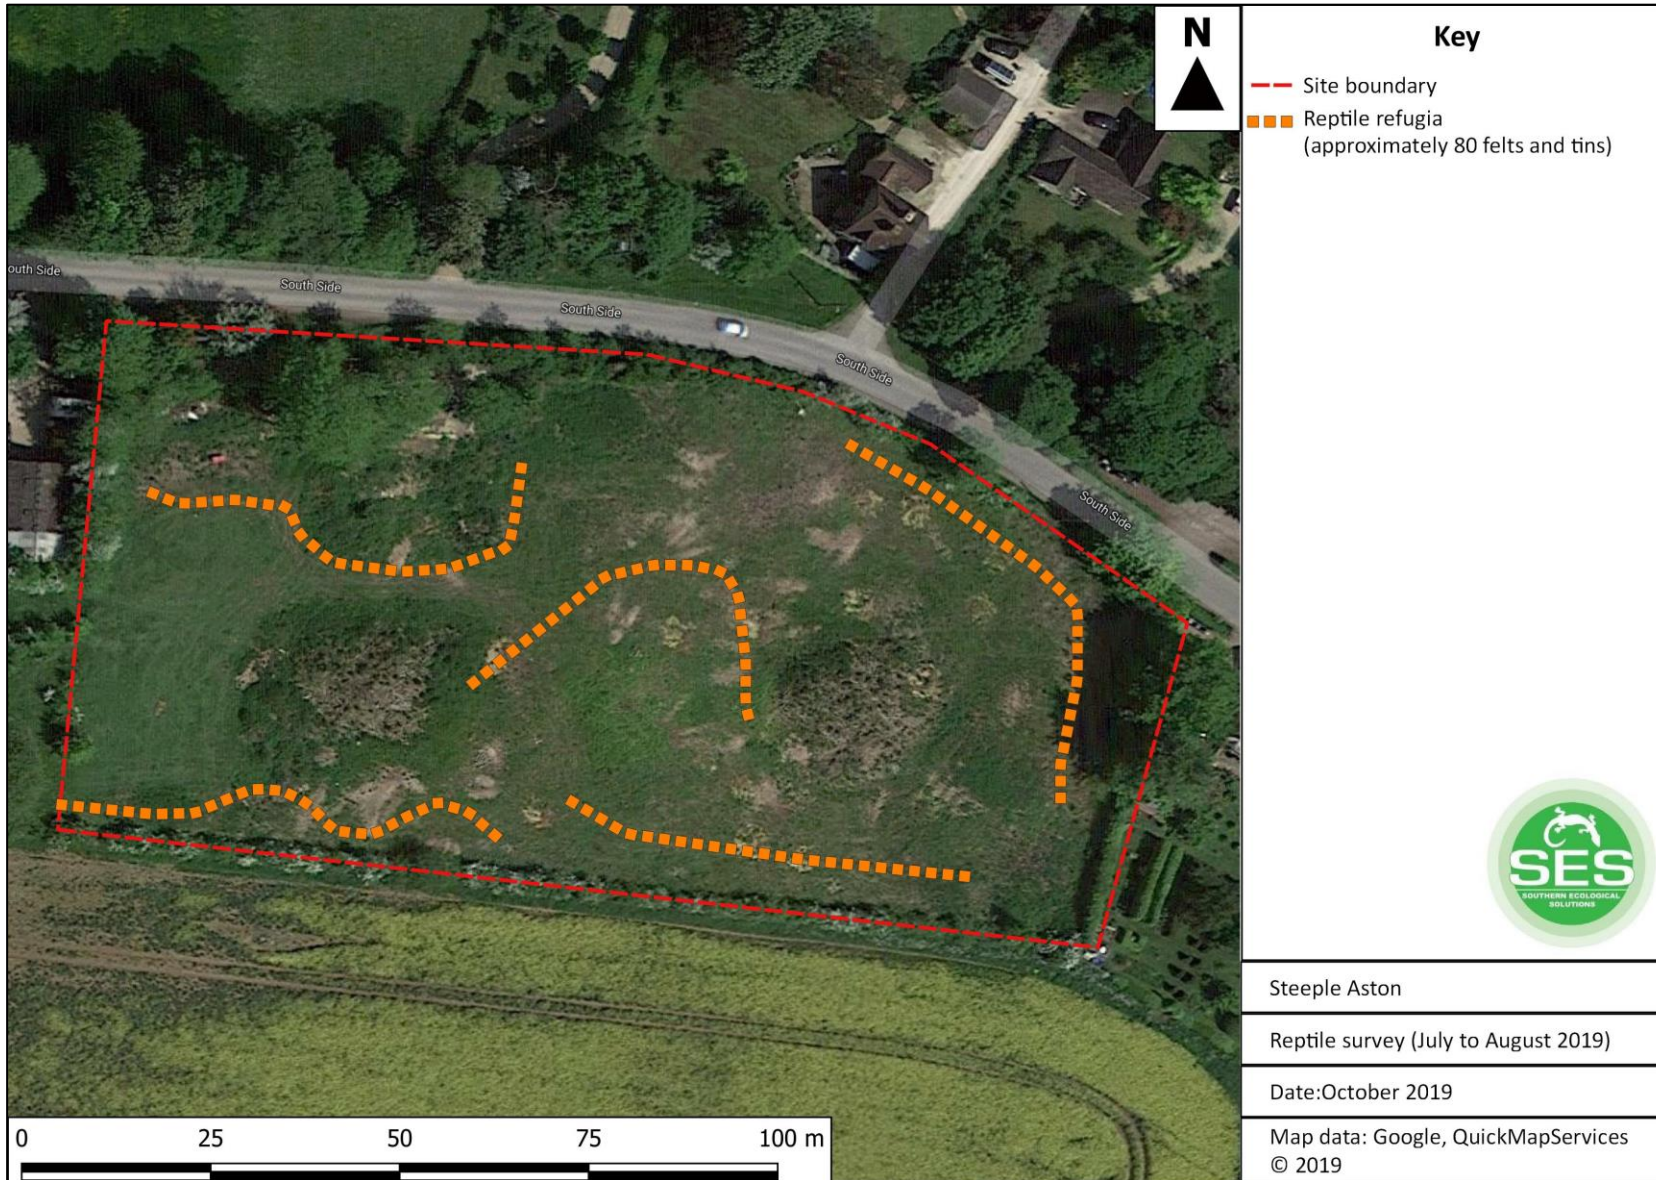 N
outh Side
South Side
South Side
South Side
South Side
0 25 50 75 100 m
Key
Site boundary
Reptile refugia
(approximately 80 felts and tins)
SES
SOUTHERN ECOLOGICAL
SOLUTIONS
Steeple Aston
Reptile survey (July to August 2019)
Date:October 2019
Map data: Google, QuickMapServices
© 2019